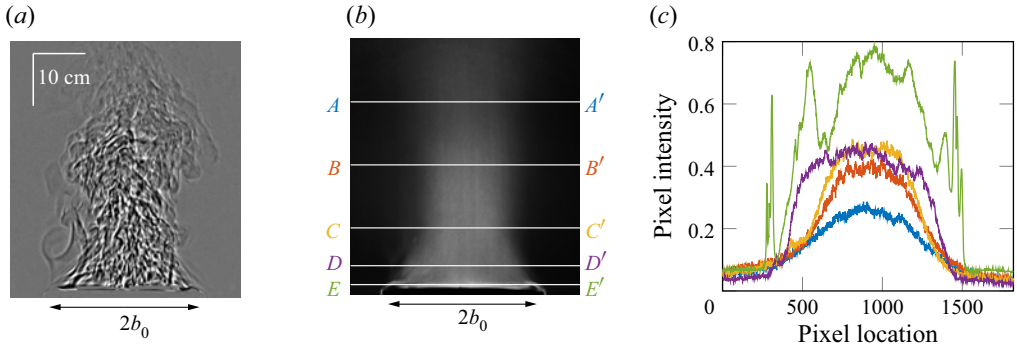 (a)
10 cm
2b₀
(b)
A A′
B B′
C C′
D D′
E E′
2b₀
(c)
Pixel intensity
0.8
0.6
0.4
0.2
0 500 1000 1500
Pixel location